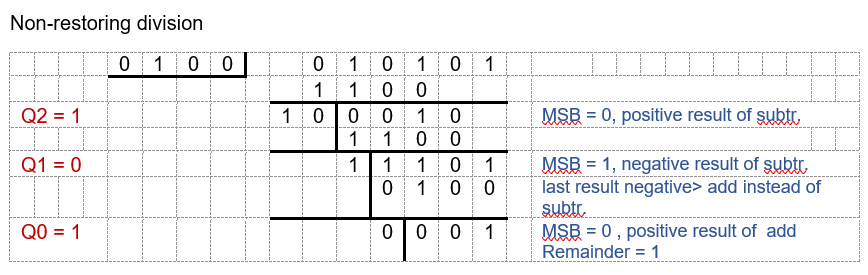 Non-restoring division
0 1 0 0 0 1 0 1 0 1
1 1 0 0
Q2 = 1 1 0 0 0 1 0 MSB = 0, positive result of subtr.
1 1 0 0
Q1 = 0 1 1 1 0 1 MSB = 1, negative result of subtr.
0 1 0 0 last result negative> add instead of
subtr.
Q0 = 1 0 0 0 1 MSB = 0 , positive result of add
Remainder = 1